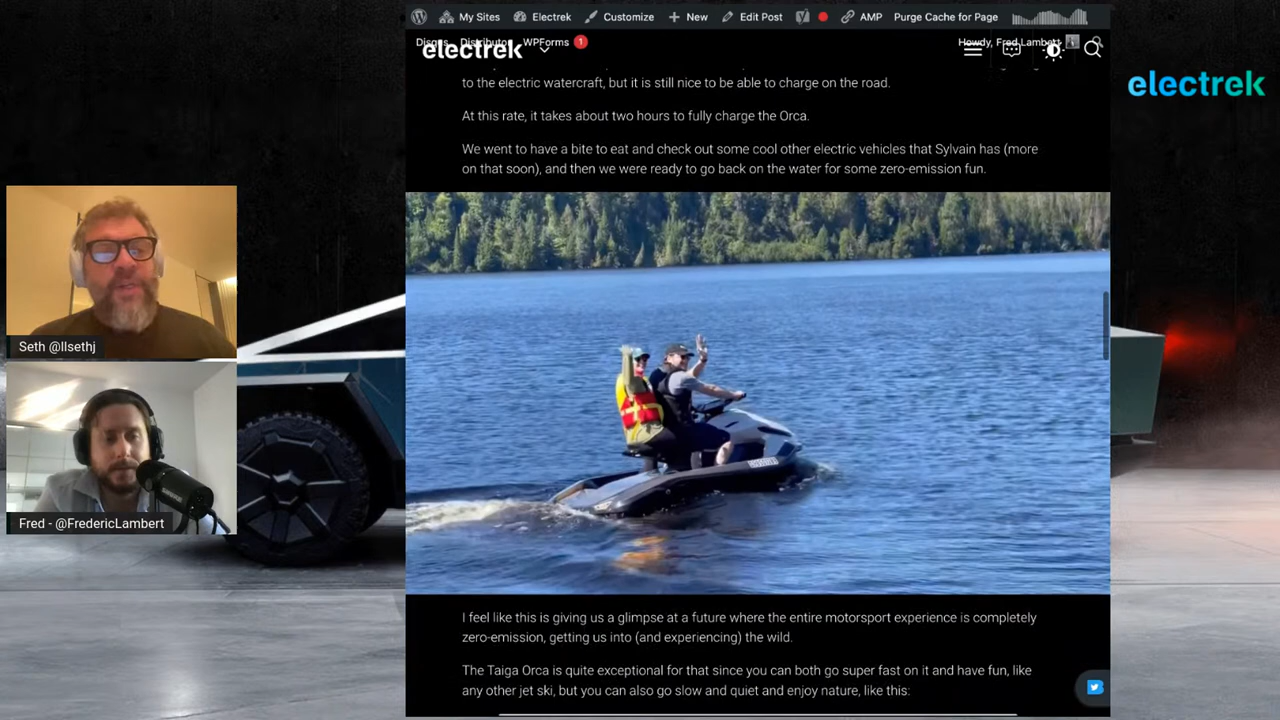 My Sites
Electrek
Customize
New
Edit Post
AMP
Purge Cache for Page
Disqus
Distributor
WPForms
1
Howdy, Fred Lambert
electrek
electrek
to the electric watercraft, but it is still nice to be able to charge on the road.
At this rate, it takes about two hours to fully charge the Orca.
We went to have a bite to eat and check out some cool other electric vehicles that Sylvain has (more
on that soon), and then we were ready to go back on the water for some zero-emission fun.
Seth @llsethj
Fred - @FredericLambert
I feel like this is giving us a glimpse at a future where the entire motorsport experience is completely
zero-emission, getting us into (and experiencing) the wild.
The Taiga Orca is quite exceptional for that since you can both go super fast on it and have fun, like
any other jet ski, but you can also go slow and quiet and enjoy nature, like this: